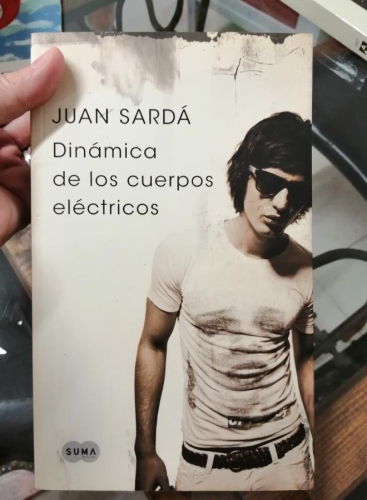 JUAN SARDÁ
Dinámica
de los cuerpos
eléctricos
SUMA